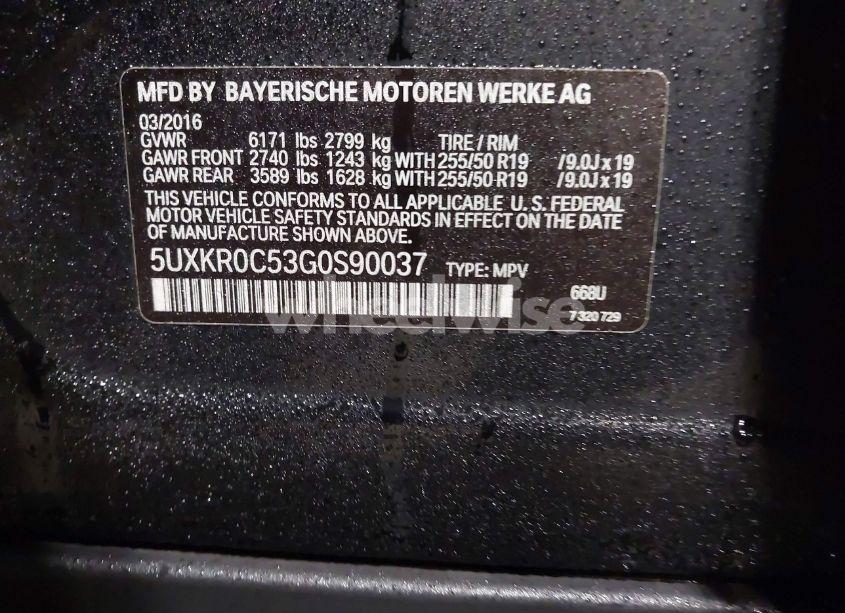 MFD BY BAYERISCHE MOTOREN WERKE AG
03/2016
GVWR 6171 lbs 2799 kg TIRE / RIM
GAWR FRONT 2740 lbs 1243 kg WITH 255/50 R19 /9.0J x 19
GAWR REAR 3589 lbs 1628 kg WITH 255/50 R19 /9.0J x 19
THIS VEHICLE CONFORMS TO ALL APPLICABLE U. S. FEDERAL
MOTOR VEHICLE SAFETY STANDARDS IN EFFECT ON THE DATE
OF MANUFACTURE SHOWN ABOVE.
5UXKR0C53G0S90037 TYPE: MPV
668U
7 320 729
wheelwise